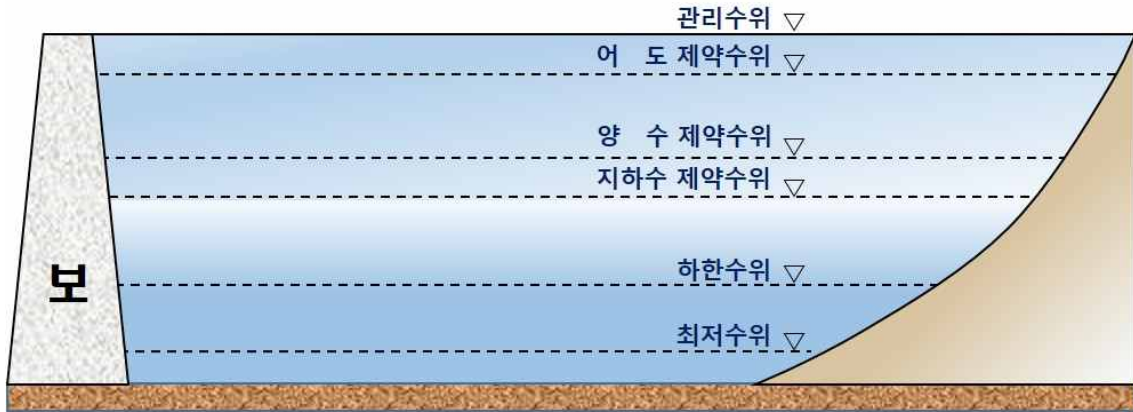 관리수위 ▽
어 도 제약수위 ▽
양 수 제약수위 ▽
지하수 제약수위 ▽
보
하한수위 ▽
최저수위 ▽